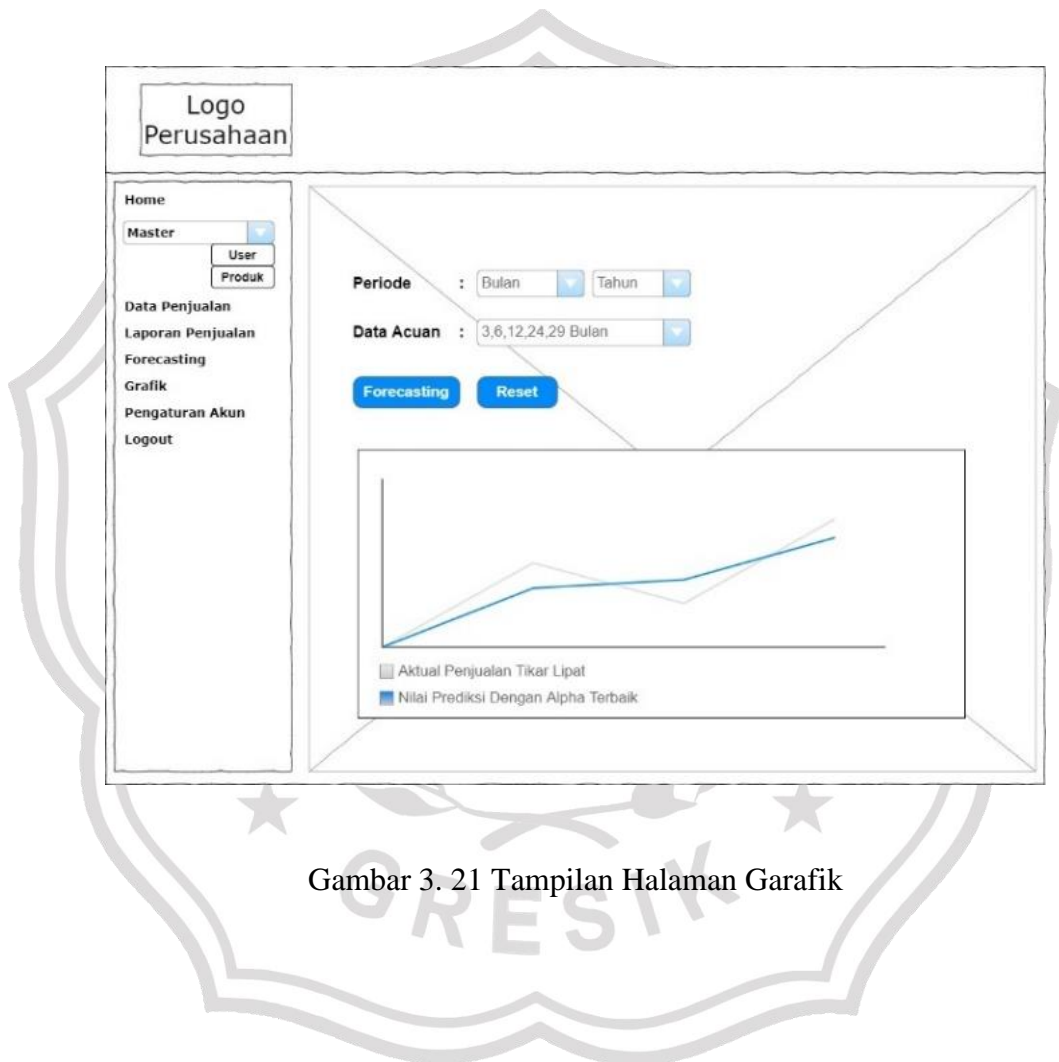 Logo
Perusahaan
Home
Master
User
Produk
Data Penjualan
Laporan Penjualan
Forecasting
Grafik
Pengaturan Akun
Logout
Periode : Bulan Tahun
Data Acuan : 3,6,12,24,29 Bulan
Forecasting Reset
Aktual Penjualan Tikar Lipat
Nilai Prediksi Dengan Alpha Terbaik
Gambar 3. 21 Tampilan Halaman Garafik
GRESIK